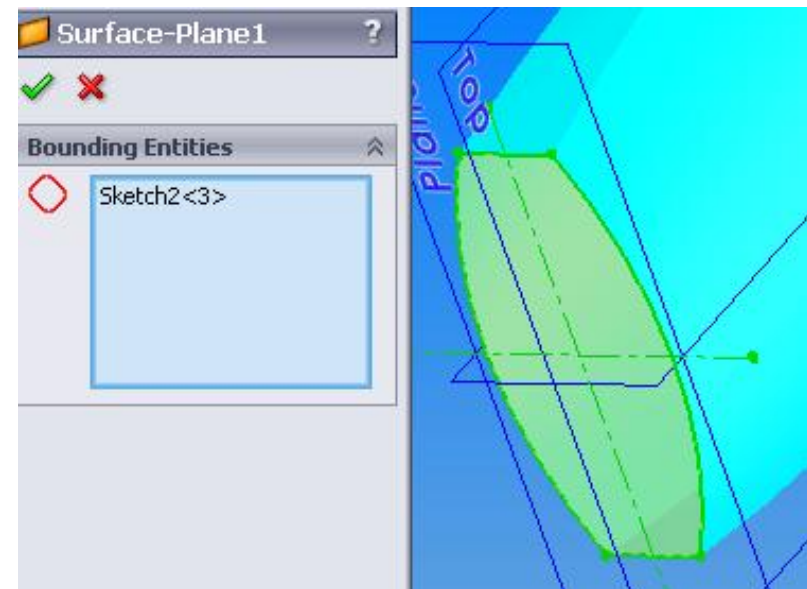 Surface-Plane1 ?
Bounding Entities
Sketch2<3>
Top
Plane